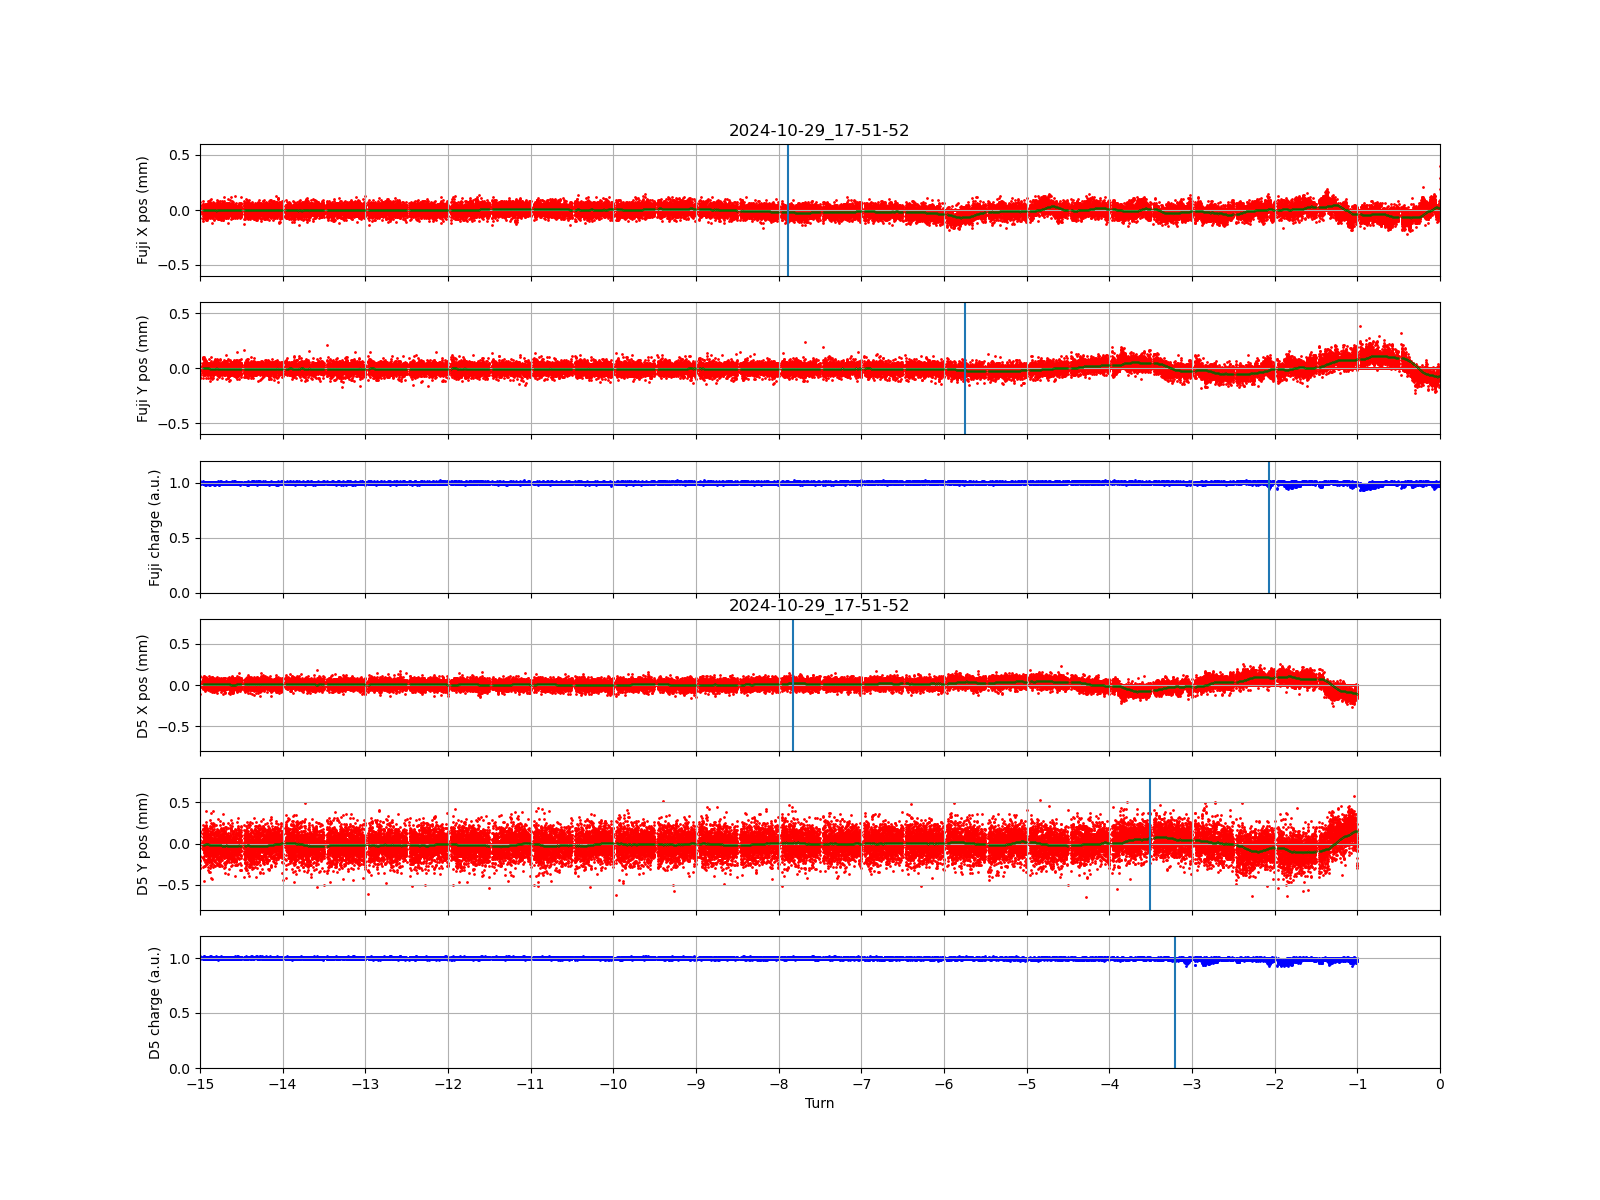 2024-10-29_17-51-52
Fuji X pos (mm)
0.5
0.0
−0.5
Fuji Y pos (mm)
0.5
0.0
−0.5
Fuji charge (a.u.)
1.0
0.5
0.0
2024-10-29_17-51-52
D5 X pos (mm)
0.5
0.0
−0.5
D5 Y pos (mm)
0.5
0.0
−0.5
D5 charge (a.u.)
1.0
0.5
0.0
−15 −14 −13 −12 −11 −10 −9 −8 −7 −6 −5 −4 −3 −2 −1 0
Turn